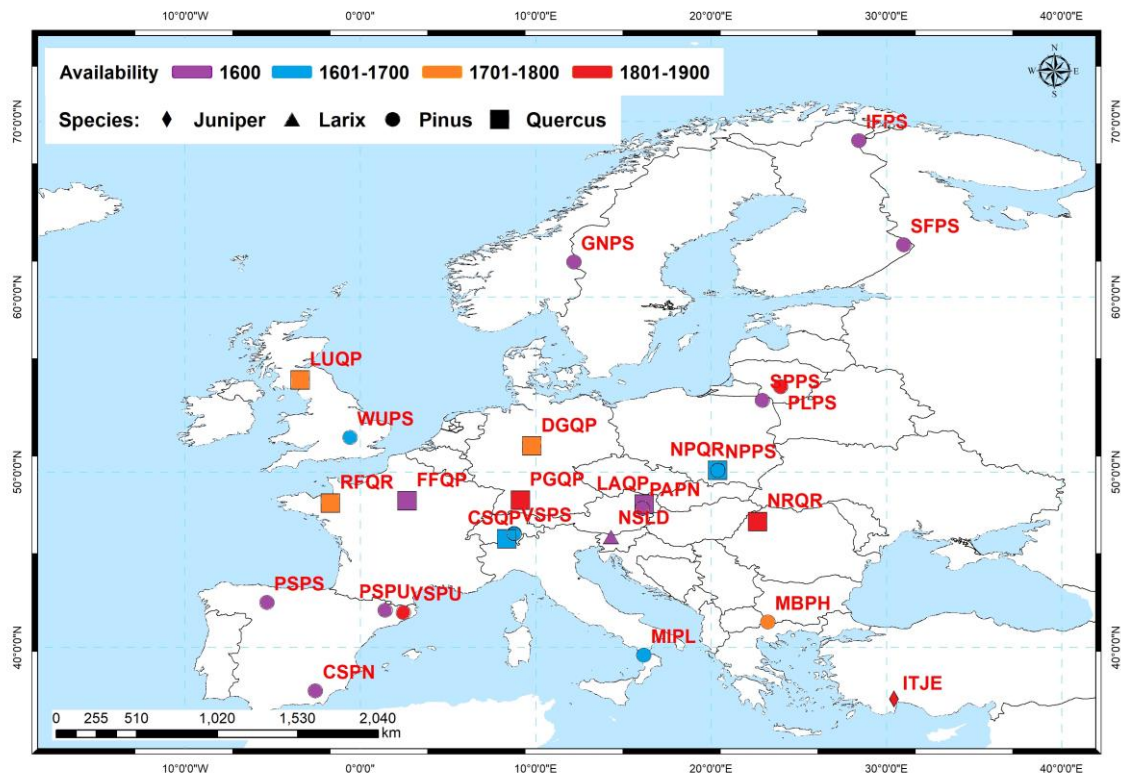 10°0'0"W 0°0'0" 10°0'0"E 20°0'0"E 30°0'0"E 40°0'0"E
Availability 1600 1601-1700 1701-1800 1801-1900
Species: Juniper Larix Pinus Quercus
N
W E
S
70°0'0"N 70°0'0"N
IFPS
SFPS
GNPS
60°0'0"N 60°0'0"N
LUQP
SPPS
PLPS
WUPS
DGQP
NPQR NPPS
50°0'0"N 50°0'0"N
RFQR FFQP PGQP LAQP PAPN NRQR
CSQP VSPS NSLD
PSPS PSPU VSPU MBPH
MIPL
40°0'0"N 40°0'0"N
CSPN ITJE
0 255 510 1,020 1,530 2,040
km
10°0'0"W 0°0'0" 10°0'0"E 20°0'0"E 30°0'0"E 40°0'0"E